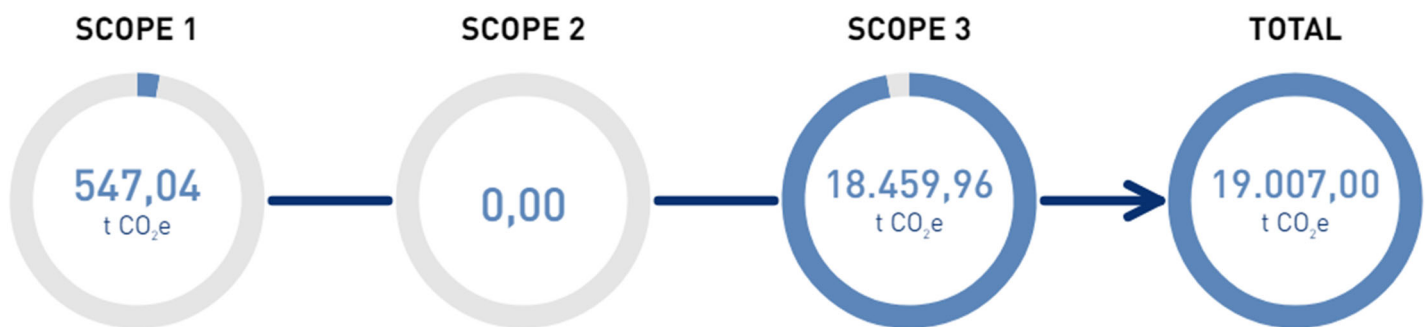 SCOPE 1
547,04
t CO₂e
SCOPE 2
0,00
SCOPE 3
18.459,96
t CO₂e
TOTAL
19.007,00
t CO₂e